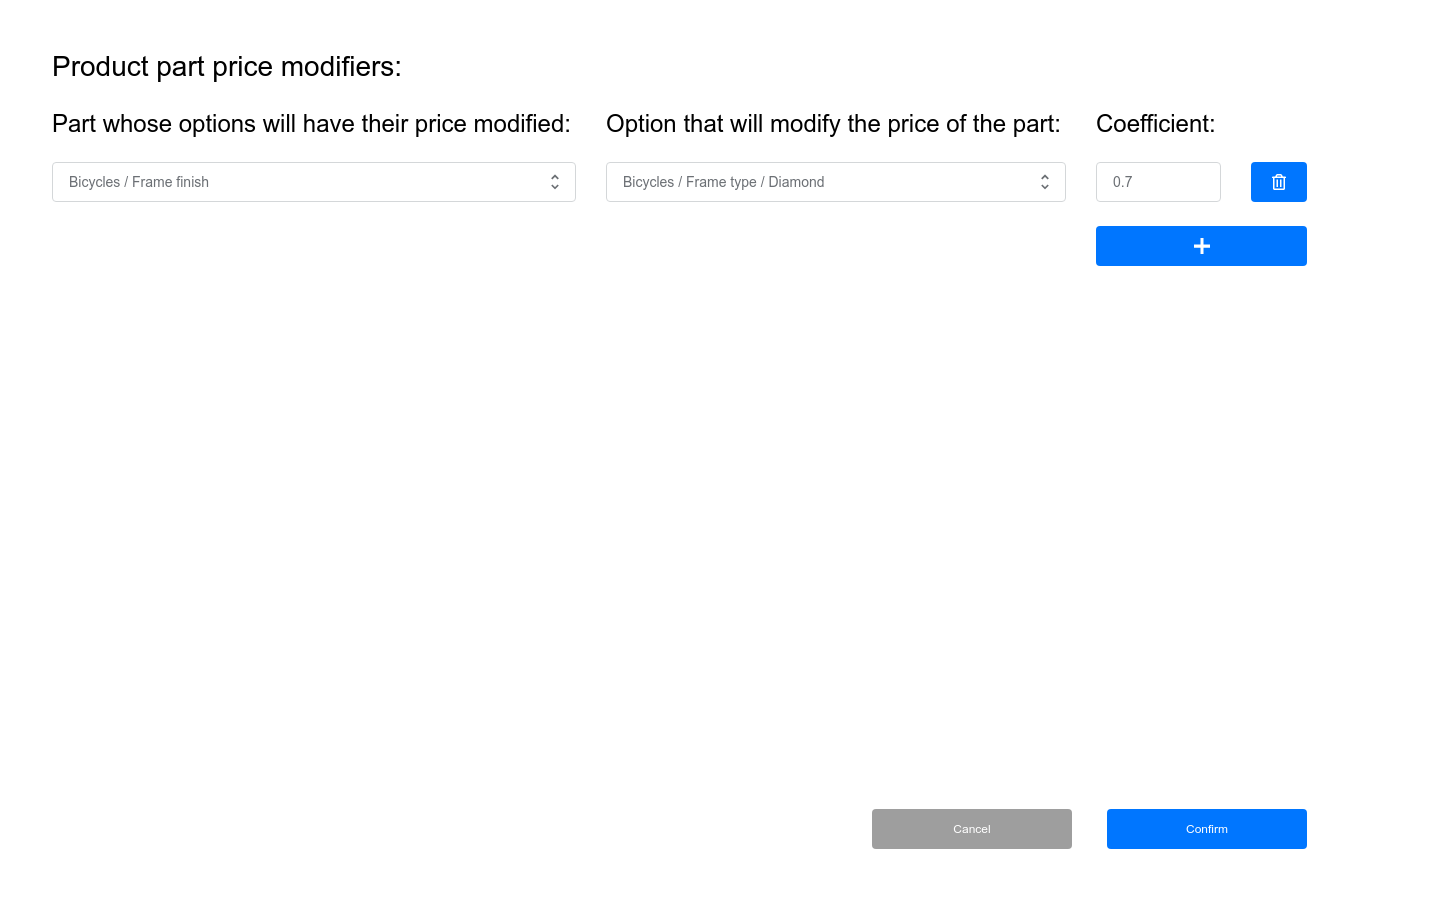 Product part price modifiers:
Part whose options will have their price modified:
Option that will modify the price of the part:
Coefficient:
Bicycles / Frame finish
Bicycles / Frame type / Diamond
0.7
Cancel
Confirm